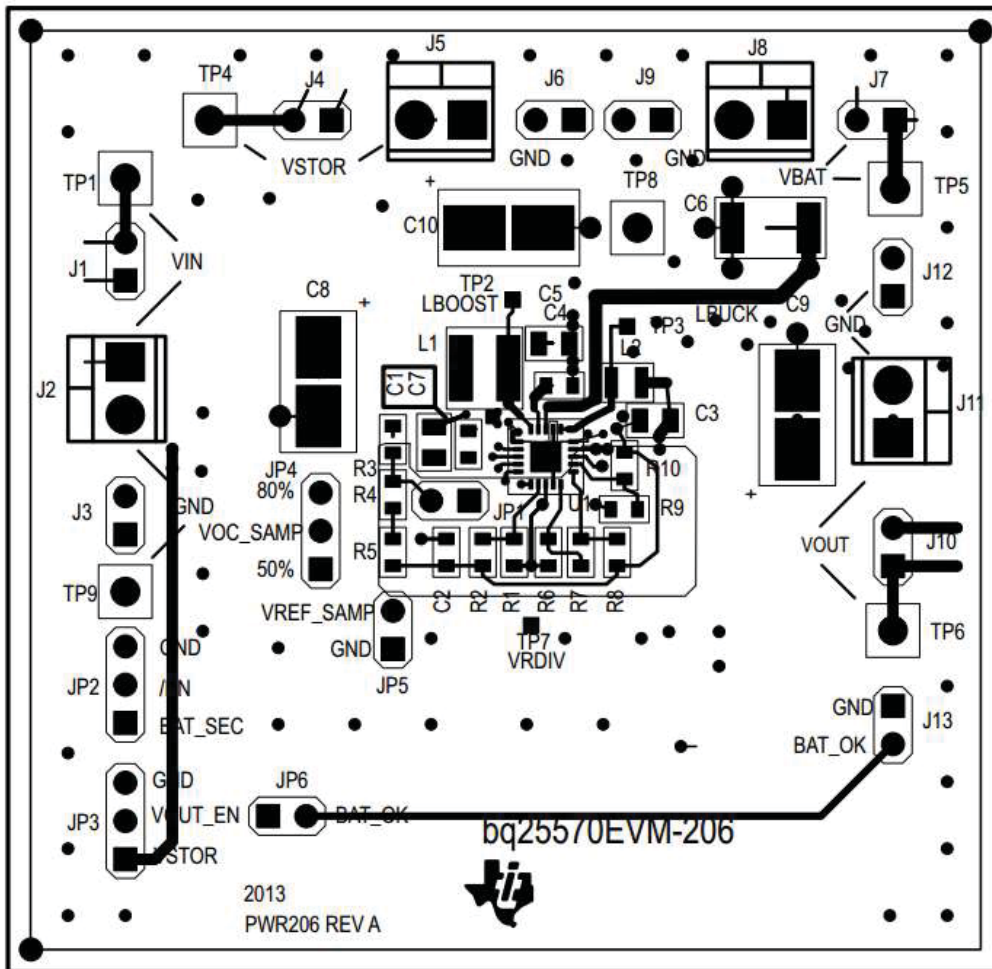 J5
J8
TP4
J4
J6
J9
J7
VSTOR
GND
GND
VBAT
TP1
TP8
TP5
+
C10
C6
J1
VIN
J12
TP2
LBOOST
C5
C4
C8
+
LBUCK
C9
GND
TP3
L1
L2
J2
C1
C7
C3
J11
R3
R10
JP4
80%
R4
JP1
U1
R9
+
J3
GND
VOC_SAMP
R5
VOUT
J10
50%
TP9
C2
R2
R1
R6
R7
R8
VREF_SAMP
GND
TP7
VRDIV
TP6
GND
JP2
BAT_SEC
JP5
GND
J13
BAT_OK
GND
JP6
JP3
VOUT_EN
BAT_OK
VSTOR
bq25570EVM-206
2013
PWR206 REV A